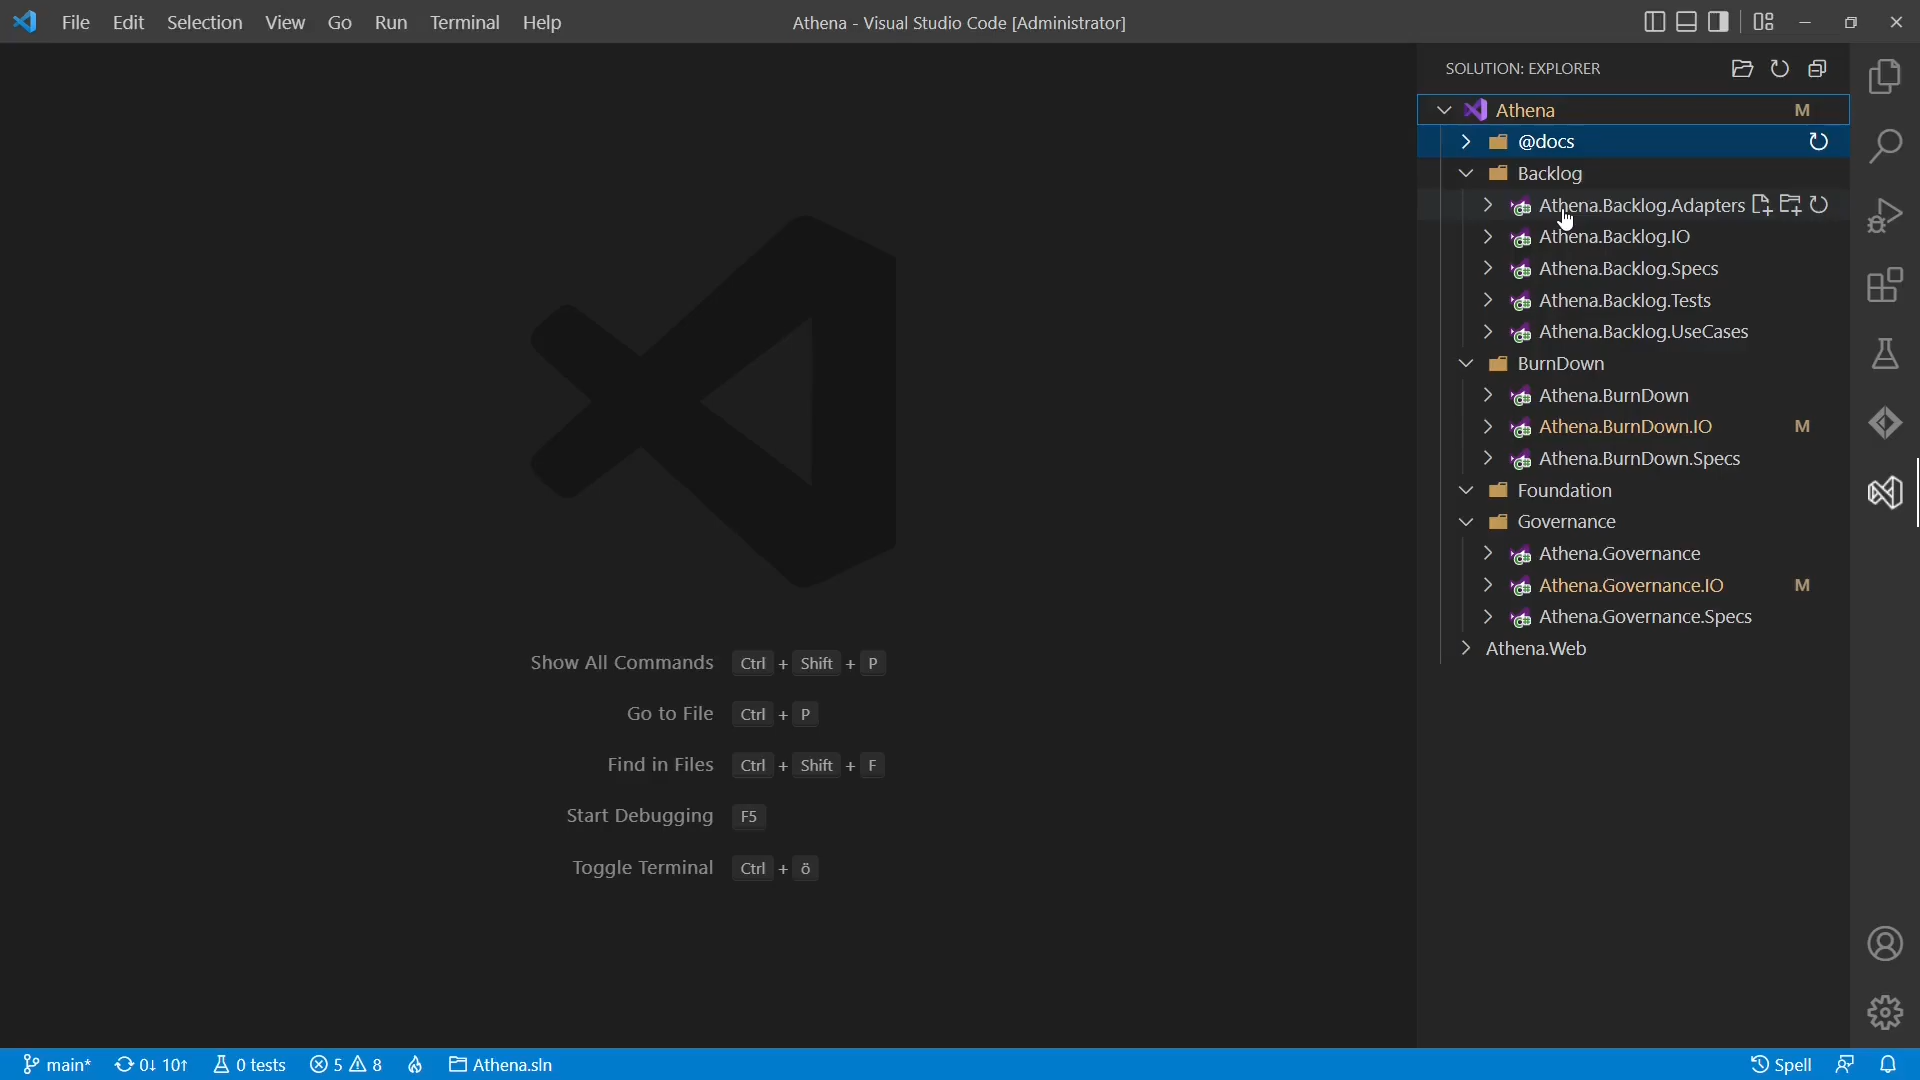 File Edit Selection View Go Run Terminal Help
Athena - Visual Studio Code [Administrator]
SOLUTION: EXPLORER
Athena M
@docs
Backlog
Athena.Backlog.Adapters
Athena.Backlog.IO
Athena.Backlog.Specs
Athena.Backlog.Tests
Athena.Backlog.UseCases
BurnDown
Athena.BurnDown
Athena.BurnDown.IO M
Athena.BurnDown.Specs
Foundation
Governance
Athena.Governance
Athena.Governance.IO M
Athena.Governance.Specs
Athena.Web
Show All Commands Ctrl + Shift + P
Go to File Ctrl + P
Find in Files Ctrl + Shift + F
Start Debugging F5
Toggle Terminal Ctrl + ö
main* 0↓ 10↑ 0 tests 5 8 Athena.sln Spell